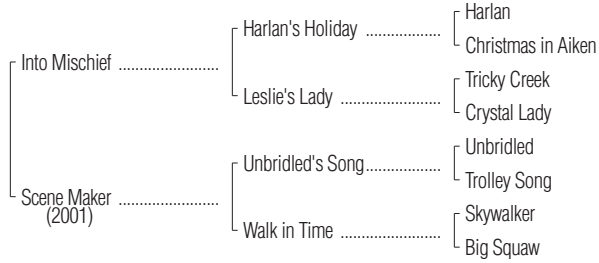 Harlan
Harlan's Holiday ..................
Christmas in Aiken
Into Mischief ........................
Tricky Creek
Leslie's Lady ........................
Crystal Lady
Unbridled
Unbridled's Song..................
Trolley Song
Scene Maker ........................
(2001)
Skywalker
Walk in Time ........................
Big Squaw